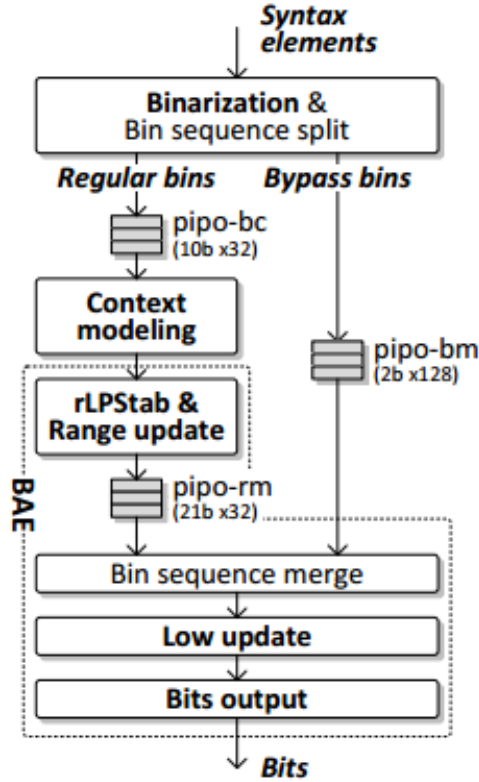 Syntax
elements
Binarization &
Bin sequence split
Regular bins
Bypass bins
pipo-bc
(10b x32)
Context
modeling
pipo-bm
(2b x128)
rLPStab &
Range update
BAE
pipo-rm
(21b x32)
Bin sequence merge
Low update
Bits output
Bits